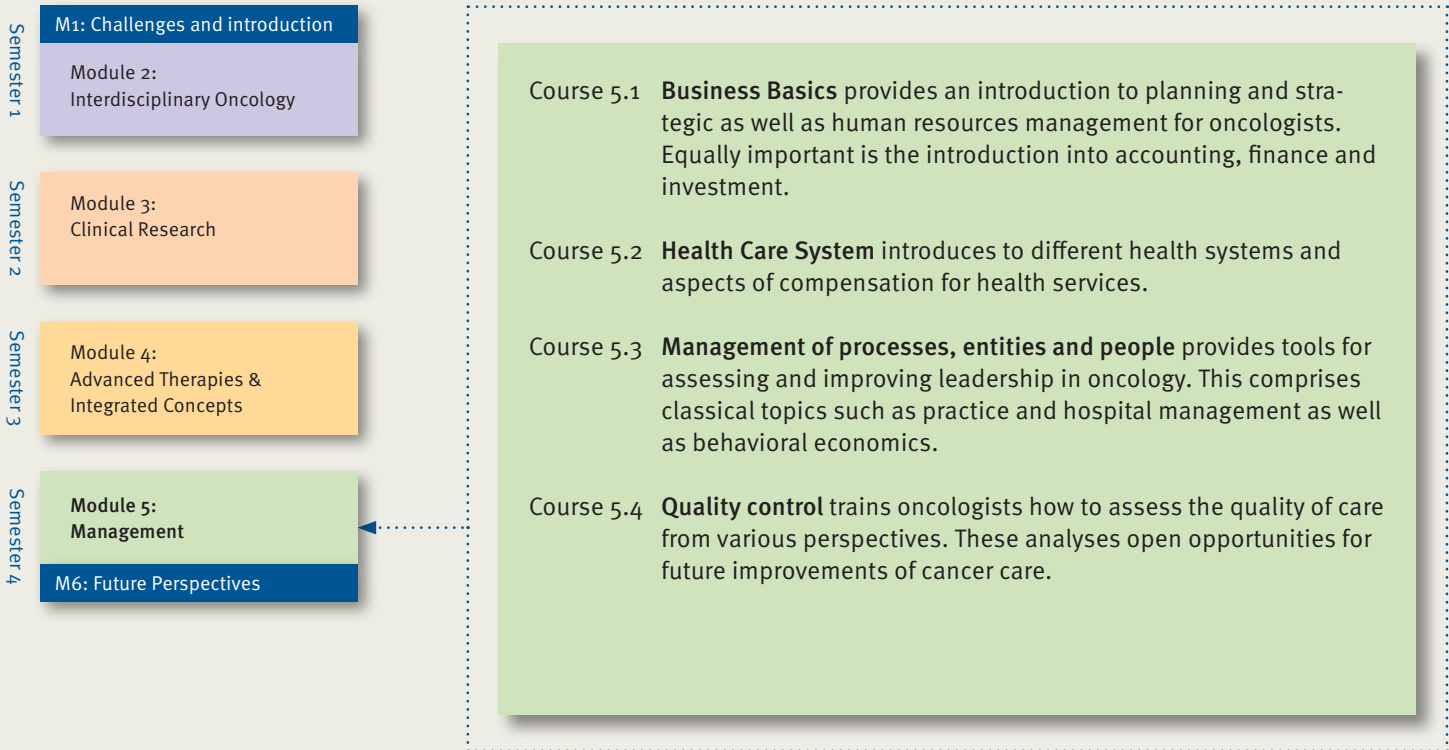 Semester 1
M1: Challenges and introduction
Module 2:
Interdisciplinary Oncology
Semester 2
Module 3:
Clinical Research
Semester 3
Module 4:
Advanced Therapies &
Integrated Concepts
Semester 4
Module 5:
Management
M6: Future Perspectives
Course 5.1 Business Basics provides an introduction to planning and stra-
tegic as well as human resources management for oncologists.
Equally important is the introduction into accounting, finance and
investment.
Course 5.2 Health Care System introduces to different health systems and
aspects of compensation for health services.
Course 5.3 Management of processes, entities and people provides tools for
assessing and improving leadership in oncology. This comprises
classical topics such as practice and hospital management as well
as behavioral economics.
Course 5.4 Quality control trains oncologists how to assess the quality of care
from various perspectives. These analyses open opportunities for
future improvements of cancer care.